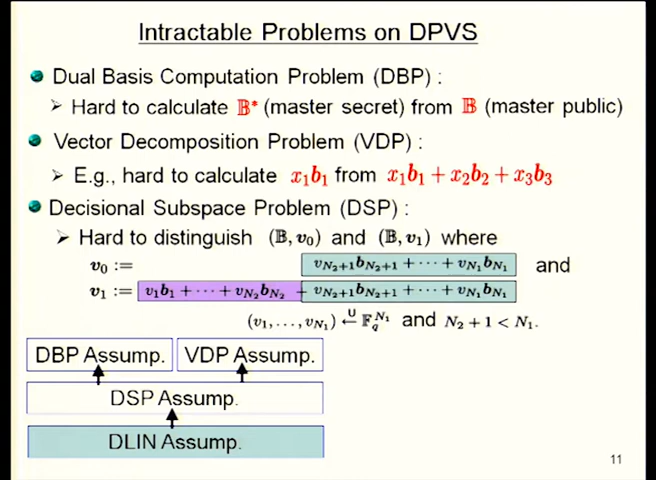 Intractable Problems on DPVS
Dual Basis Computation Problem (DBP) :
Hard to calculate 𝔹* (master secret) from 𝔹 (master public)
Vector Decomposition Problem (VDP) :
E.g., hard to calculate x₁b₁ from x₁b₁ + x₂b₂ + x₃b₃
Decisional Subspace Problem (DSP) :
Hard to distinguish (𝔹, v₀) and (𝔹, v₁) where
v₀ := v_{N₂+1}b_{N₂+1} + ··· + v_{N₁}b_{N₁} and
v₁ := v₁b₁ + ··· + v_{N₂}b_{N₂} + v_{N₂+1}b_{N₂+1} + ··· + v_{N₁}b_{N₁}
(v₁, ..., v_{N₁}) ←^U 𝔽_q^{N₁} and N₂ + 1 < N₁.
DBP Assump. VDP Assump.
DSP Assump.
DLIN Assump.
11